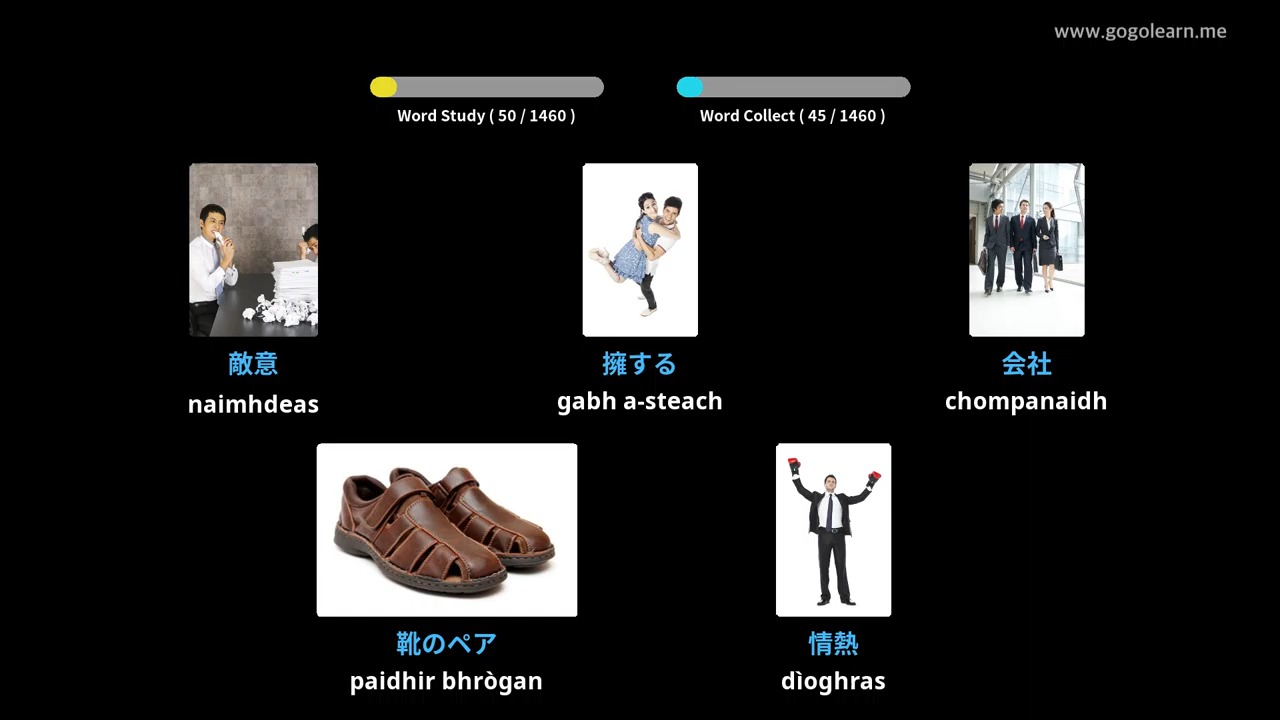 www.gogolearn.me
Word Study ( 50 / 1460 )
Word Collect ( 45 / 1460 )
敵意
naimhdeas
擁する
gabh a-steach
会社
chompanaidh
靴のペア
paidhir bhrògan
情熱
dìoghras